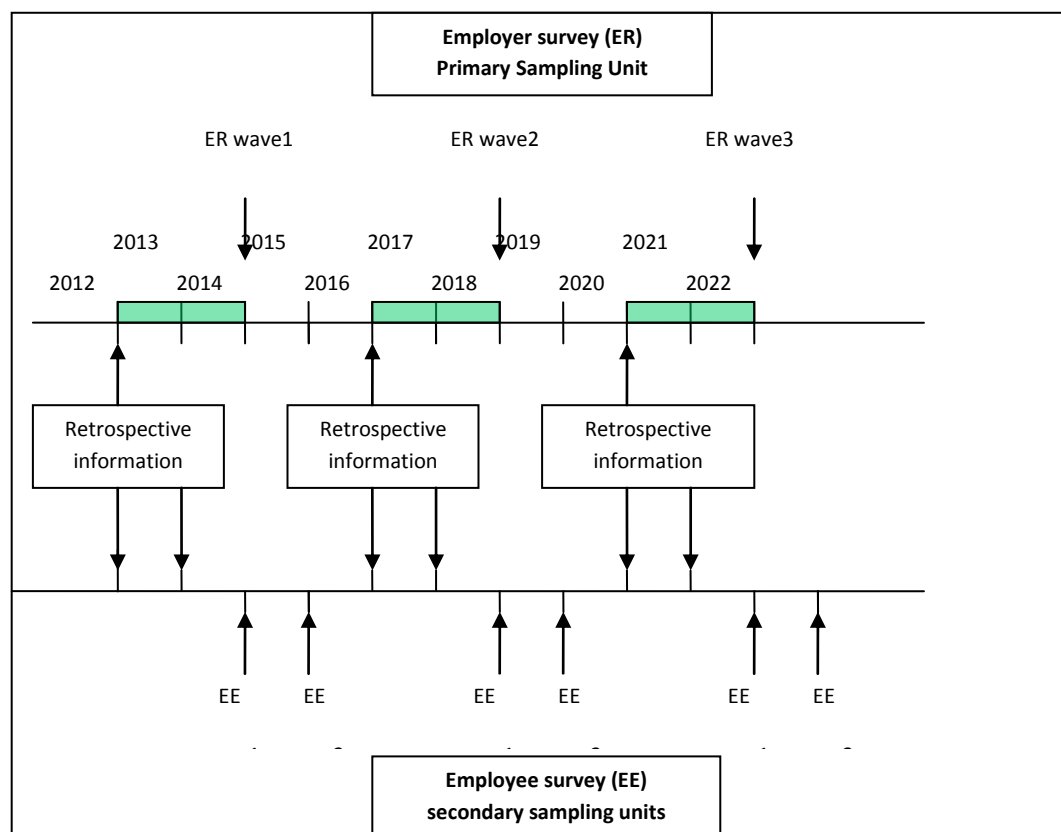 Employer survey (ER)
Primary Sampling Unit
ER wave1
ER wave2
ER wave3
2013
2015
2017
2019
2021
2012
2014
2016
2018
2020
2022
Retrospective
information
Retrospective
information
Retrospective
information
EE
EE
EE
EE
EE
EE
Employee survey (EE)
secondary sampling units